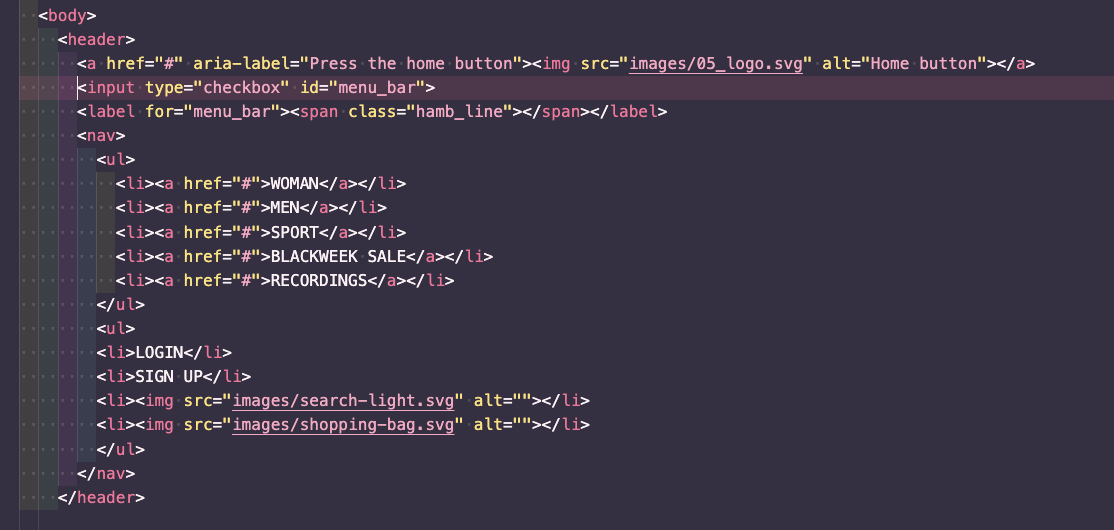 <body>
<header>
<a href="#" aria-label="Press the home button"><img src="images/05_logo.svg" alt="Home button"></a>
<input type="checkbox" id="menu_bar">
<label for="menu_bar"><span class="hamb_line"></span></label>
<nav>
<ul>
<li><a href="#">WOMAN</a></li>
<li><a href="#">MEN</a></li>
<li><a href="#">SPORT</a></li>
<li><a href="#">BLACKWEEK SALE</a></li>
<li><a href="#">RECORDINGS</a></li>
</ul>
<ul>
<li>LOGIN</li>
<li>SIGN UP</li>
<li><img src="images/search-light.svg" alt=""></li>
<li><img src="images/shopping-bag.svg" alt=""></li>
</ul>
</nav>
</header>